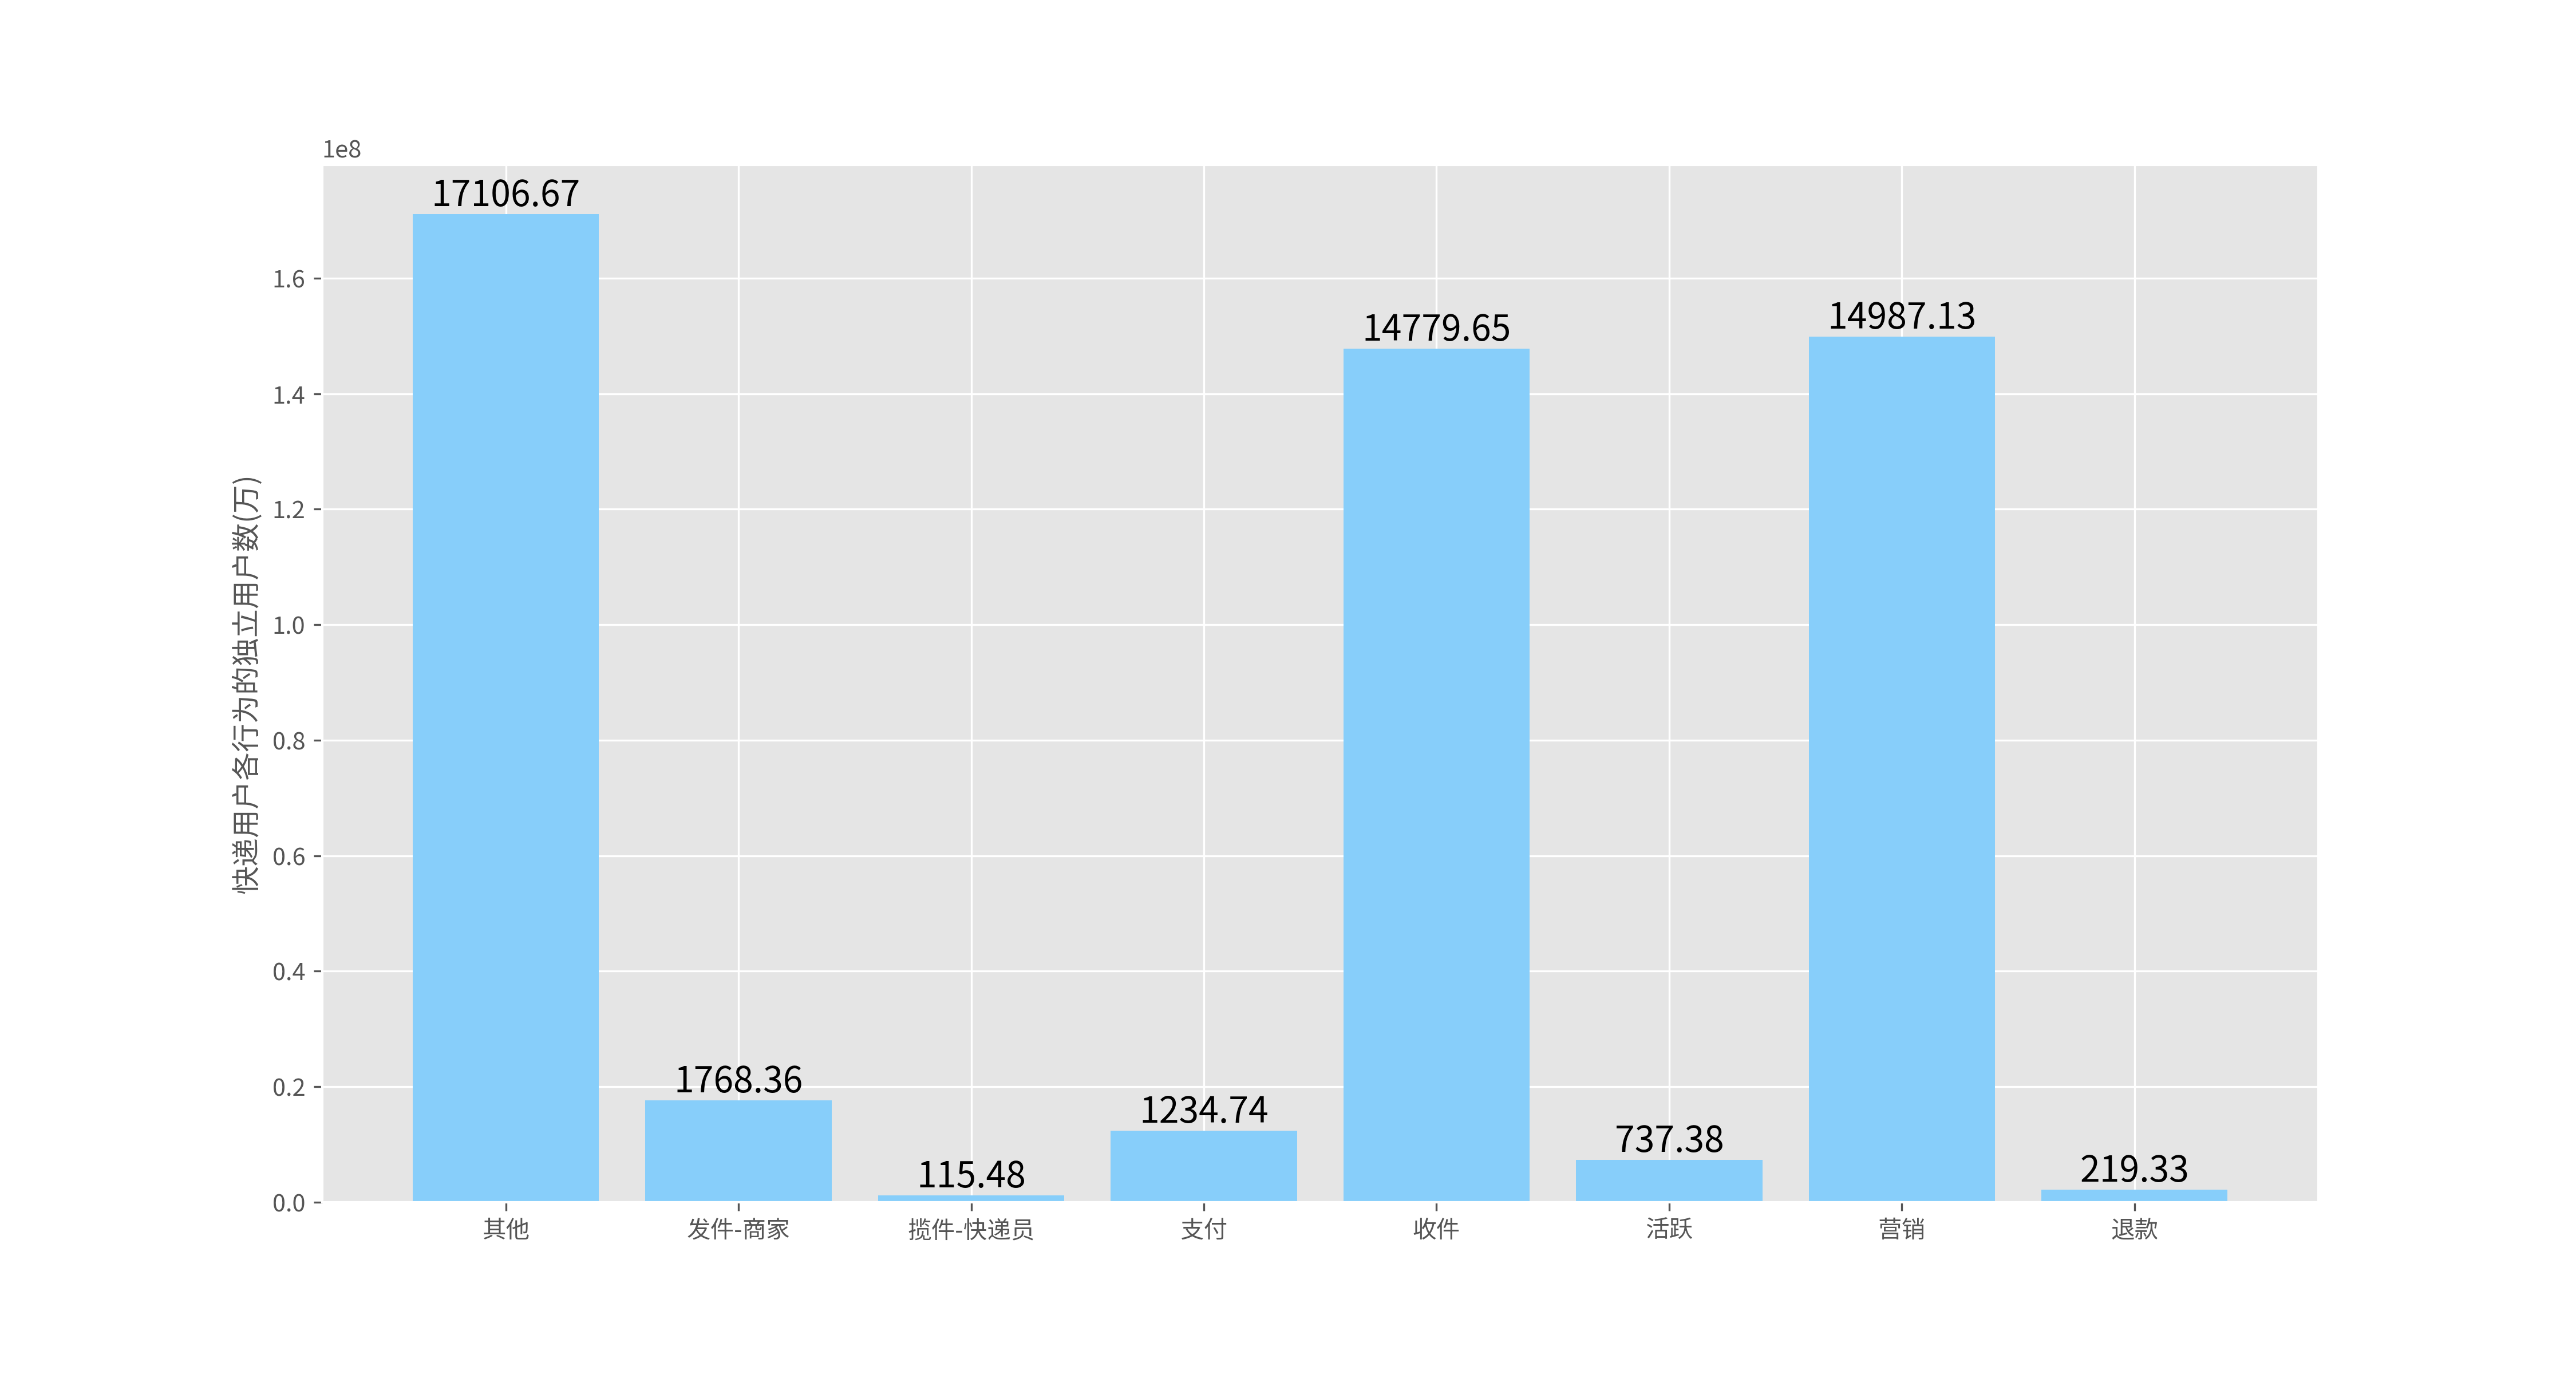 1e8
17106.67
14987.13
14779.65
1768.36
1234.74
737.38
219.33
115.48
1.6
1.4
1.2
1.0
0.8
0.6
0.4
0.2
0.0
快递用户各行为的独立用户数(万)
其他
发件-商家
揽件-快递员
支付
收件
活跃
营销
退款